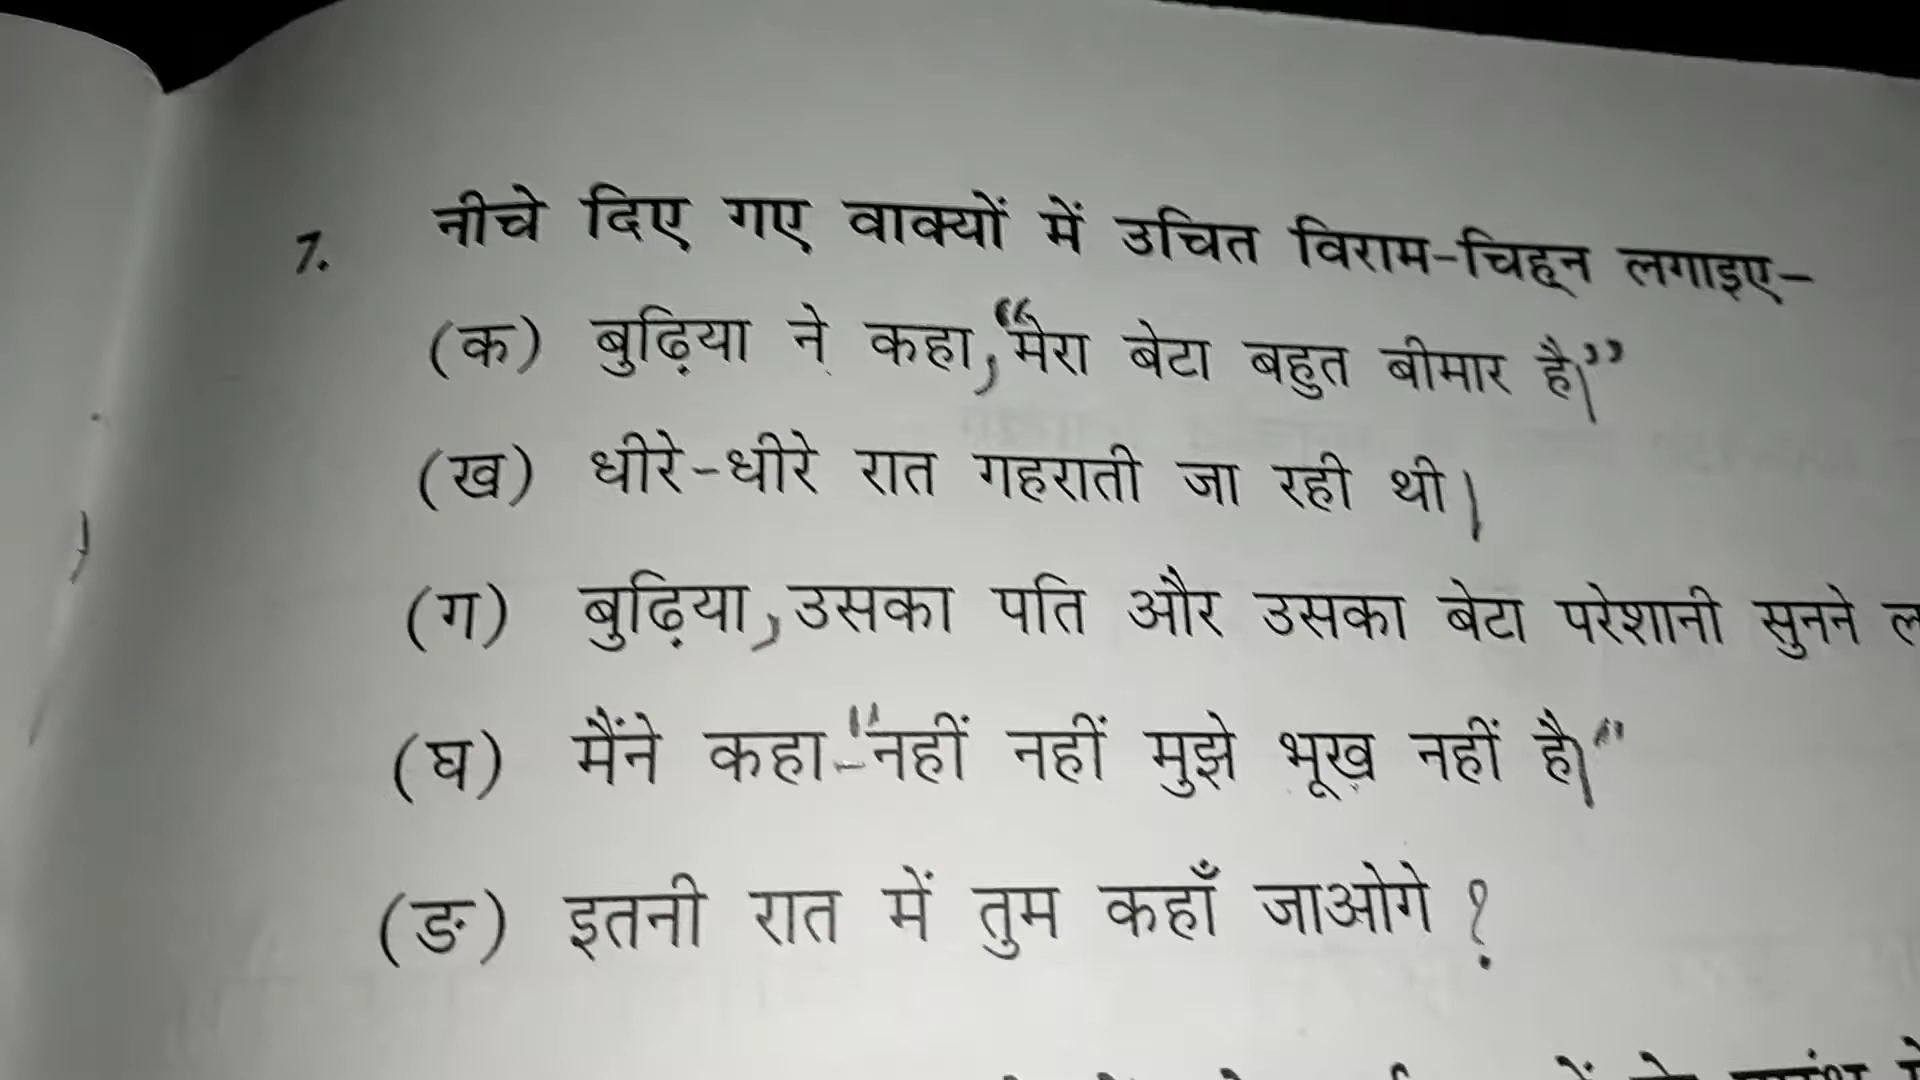 7. नीचे दिए गए वाक्यों में उचित विराम-चिह्न लगाइए-
(क) बुढ़िया ने कहा, “मेरा बेटा बहुत बीमार है।”
(ख) धीरे-धीरे रात गहराती जा रही थी।
(ग) बुढ़िया, उसका पति और उसका बेटा परेशानी सुनने
(घ) मैंने कहा-"नहीं नहीं मुझे भूख नहीं है।"
(ङ) इतनी रात में तुम कहाँ जाओगे ?